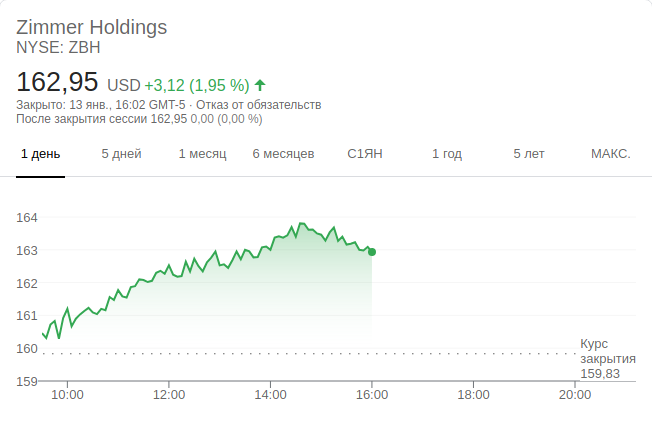 Zimmer Holdings
NYSE: ZBH
162,95 USD +3,12 (1,95 %)
Закрыто: 13 янв., 16:02 GMT-5 · Отказ от обязательств
После закрытия сессии 162,95 0,00 (0,00 %)
1 день 5 дней 1 месяц 6 месяцев С1ЯН 1 год 5 лет МАКС.
164
163
162
161
160
159
Курс
закрытия
159,83
10:00 12:00 14:00 16:00 18:00 20:00